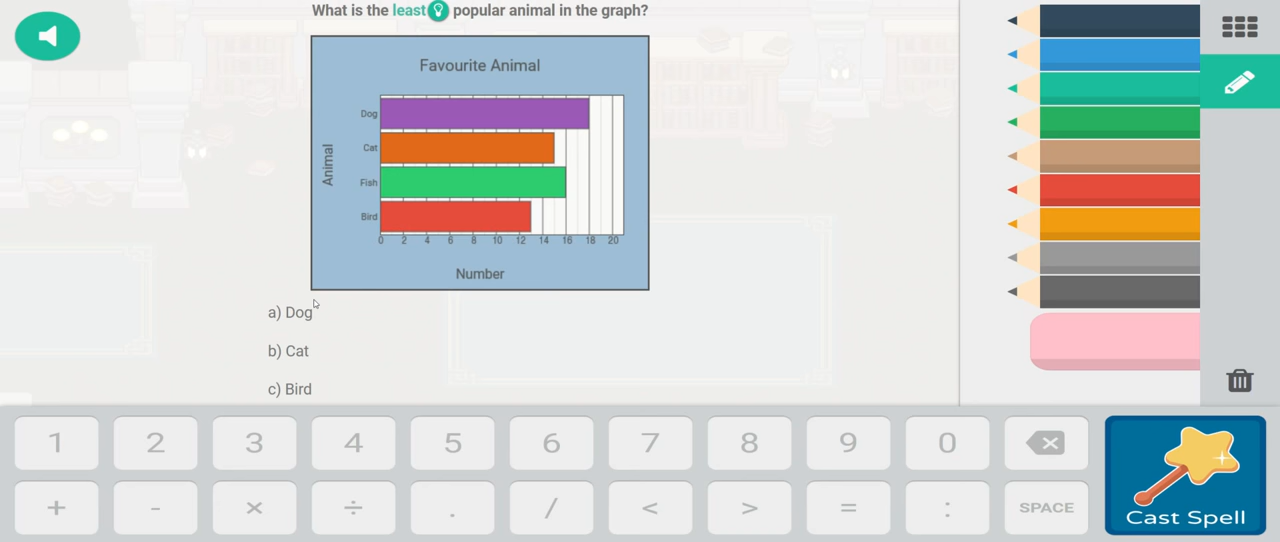 What is the least popular animal in the graph?
Favourite Animal
Animal
Dog
Cat
Fish
Bird
0 2 4 6 8 10 12 14 16 18 20
Number
a) Dog
b) Cat
c) Bird
1 2 3 4 5 6 7 8 9 0
+ - × ÷ . / < > = : SPACE
Cast Spell